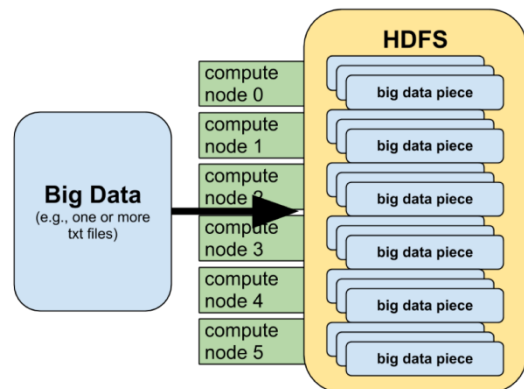 HDFS
compute
node 0
big data piece
compute
node 1
big data piece
Big Data
(e.g., one or more
txt files)
compute
node 2
big data piece
compute
node 3
big data piece
compute
node 4
big data piece
compute
node 5
big data piece